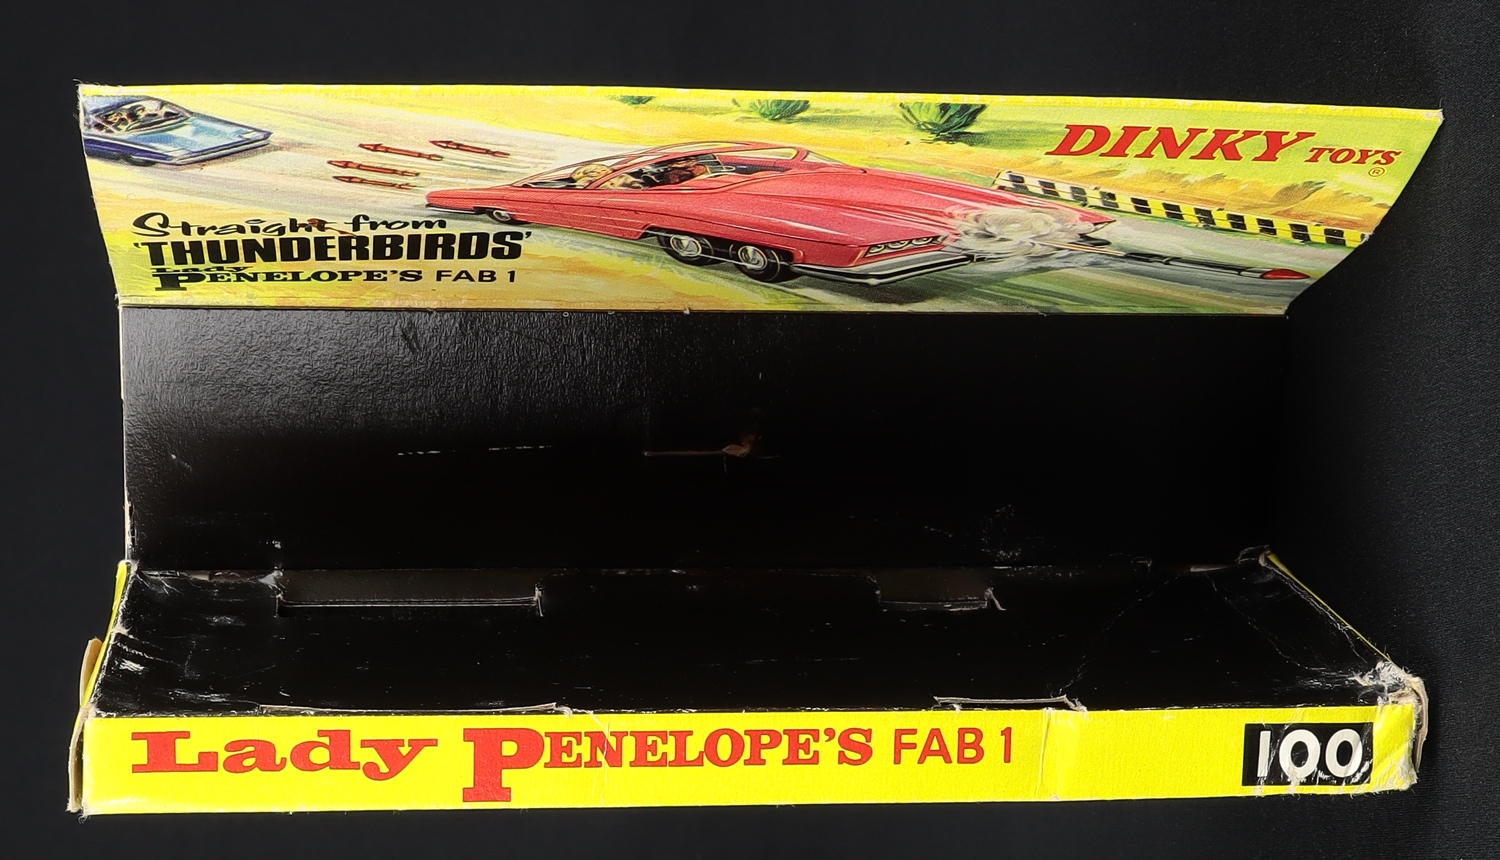 DINKY TOYS
®
Straight from
'THUNDERBIRDS'
Lady
PENELOPE'S FAB 1
Lady PENELOPE'S FAB 1
100